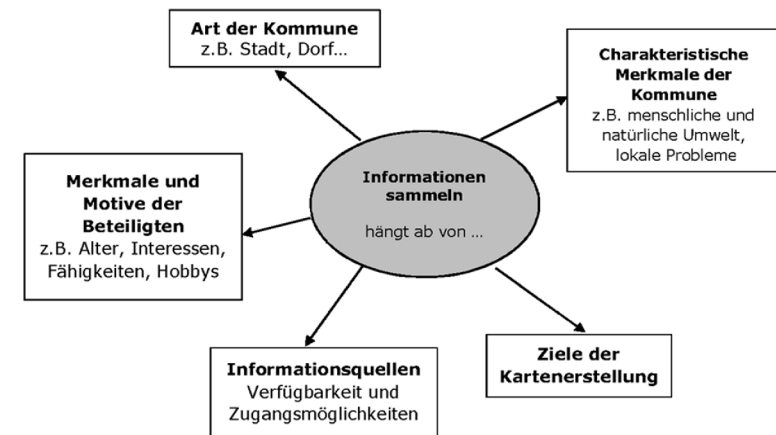 Art der Kommune
z.B. Stadt, Dorf...
Charakteristische
Merkmale der
Kommune
z.B. menschliche und
natürliche Umwelt,
lokale Probleme
Informationen
sammeln
hängt ab von ...
Merkmale und
Motive der
Beteiligten
z.B. Alter, Interessen,
Fähigkeiten, Hobbys
Informationsquellen
Verfügbarkeit und
Zugangsmöglichkeiten
Ziele der
Kartenerstellung